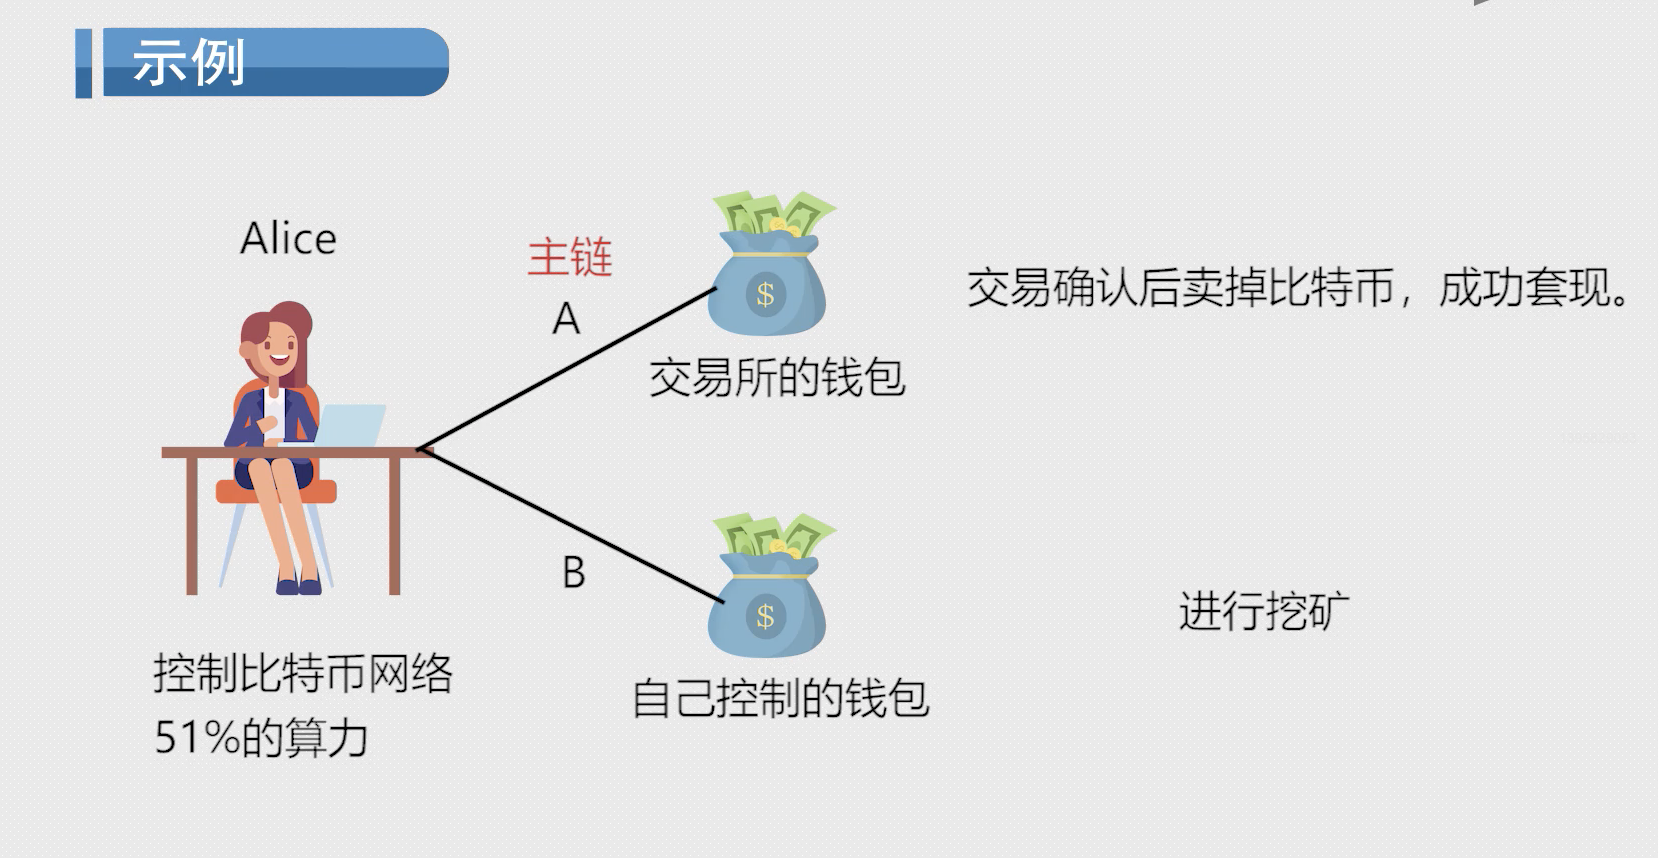 示例
Alice
主链
A
交易所的钱包
交易确认后卖掉比特币，成功套现。
B
自己控制的钱包
进行挖矿
控制比特币网络
51%的算力
$
$